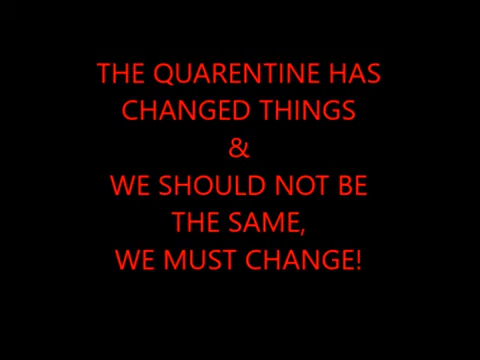 THE QUARENTINE HAS
CHANGED THINGS
&
WE SHOULD NOT BE
THE SAME,
WE MUST CHANGE!